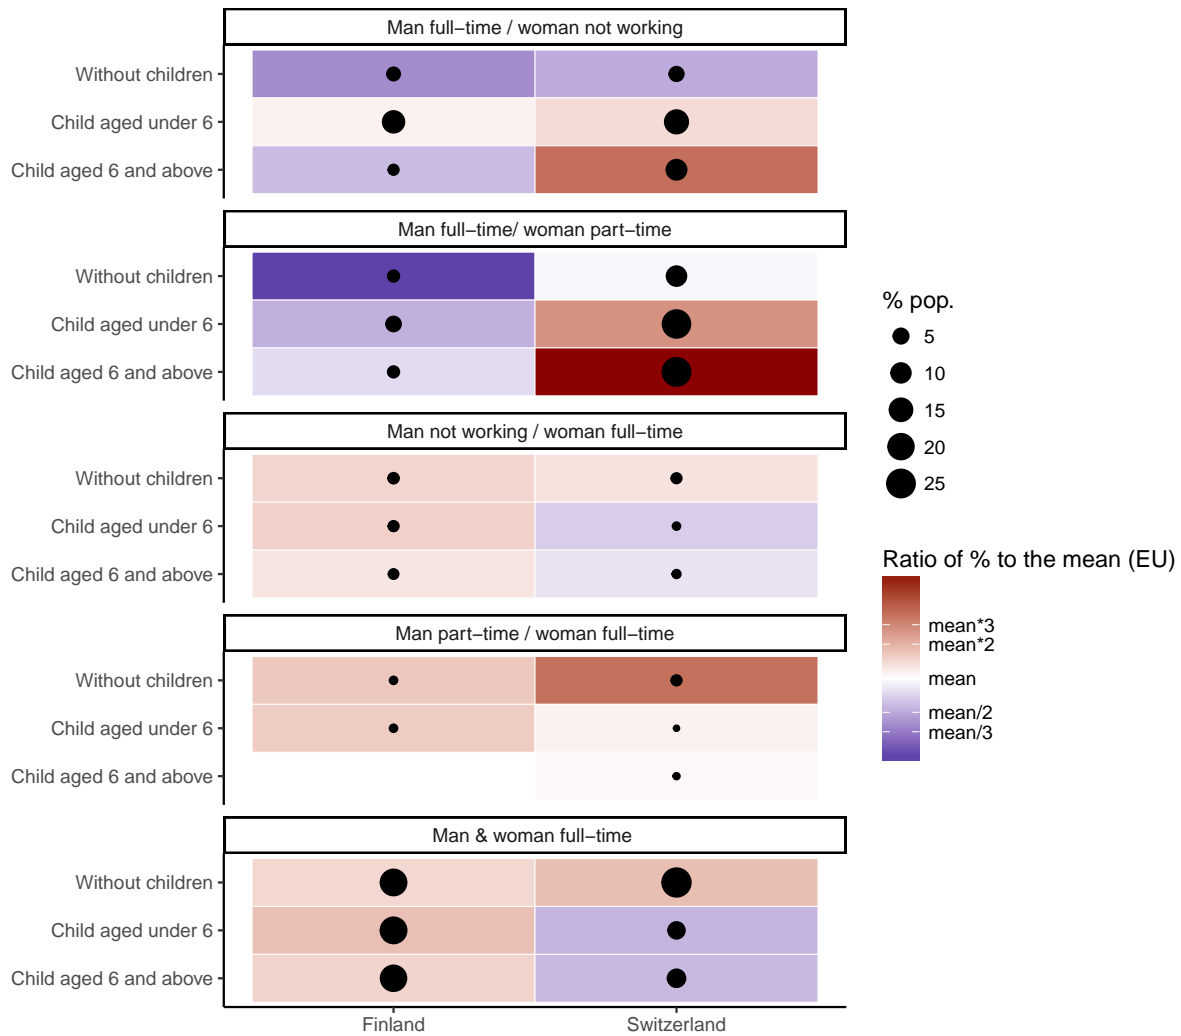 Man full−time / woman not working
Without children
Child aged under 6
Child aged 6 and above
Man full−time/ woman part−time
Without children
Child aged under 6
Child aged 6 and above
Man not working / woman full−time
Without children
Child aged under 6
Child aged 6 and above
Man part−time / woman full−time
Without children
Child aged under 6
Child aged 6 and above
Man & woman full−time
Without children
Child aged under 6
Child aged 6 and above
Finland
Switzerland
% pop.
5
10
15
20
25
Ratio of % to the mean (EU)
mean*3
mean*2
mean
mean/2
mean/3